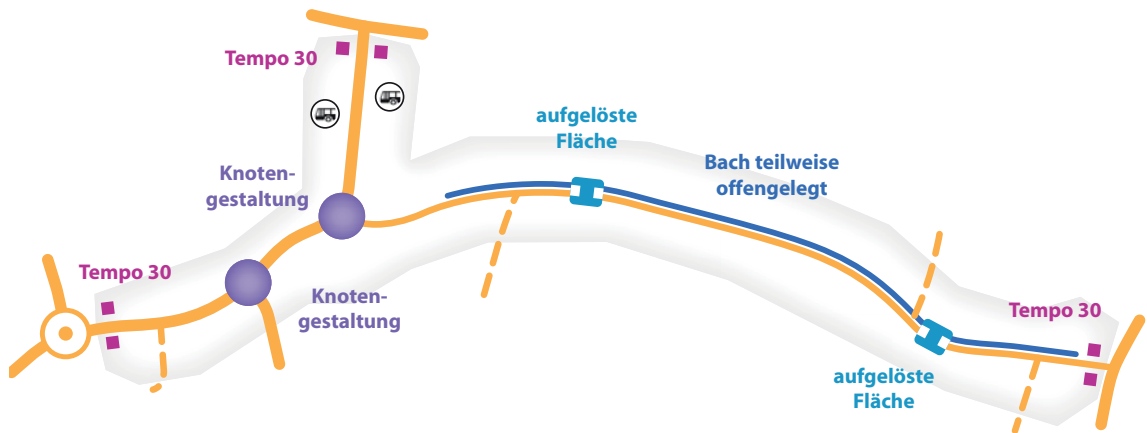 Tempo 30
aufgelöste
Fläche
Bach teilweise
offengelegt
Knoten-
gestaltung
Tempo 30
Knoten-
gestaltung
Tempo 30
aufgelöste
Fläche